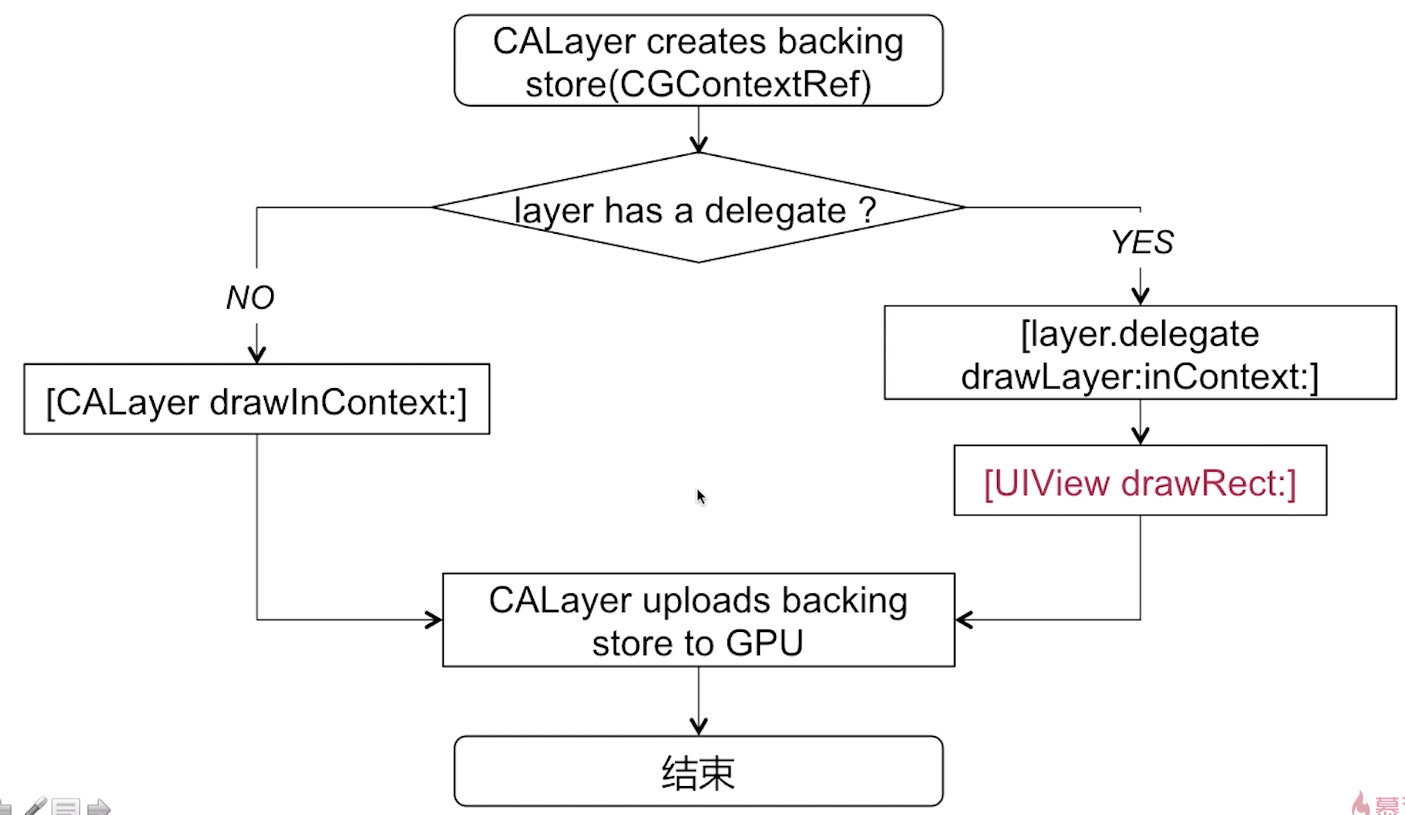 CALayer creates backing
store(CGContextRef)
layer has a delegate ?
YES
NO
[layer.delegate
drawLayer:inContext:]
[CALayer drawInContext:]
[UIView drawRect:]
CALayer uploads backing
store to GPU
结束
慕